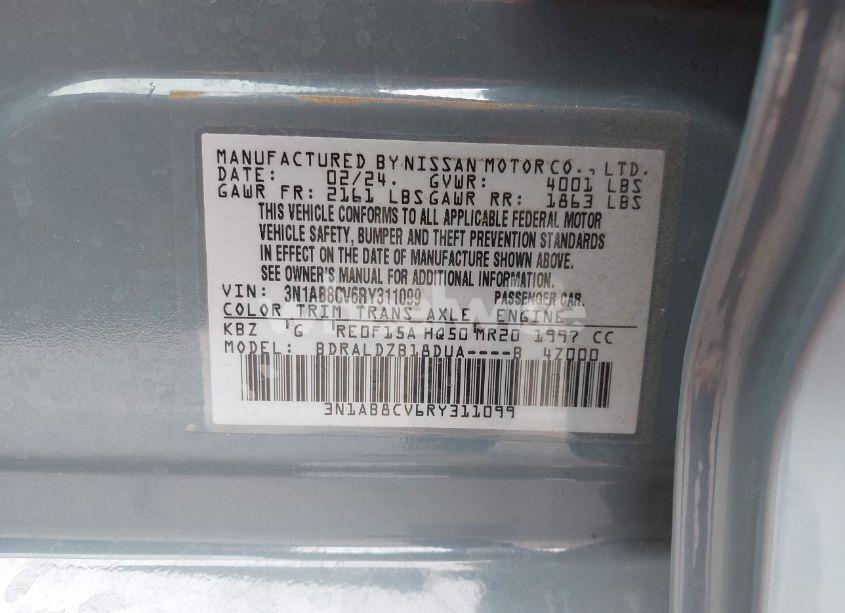 MANUFACTURED BY NISSAN MOTOR CO., LTD.
DATE: 02/24. GVWR: 4001 LBS
GAWR FR: 2161 LBS GAWR RR: 1863 LBS
THIS VEHICLE CONFORMS TO ALL APPLICABLE FEDERAL MOTOR
VEHICLE SAFETY, BUMPER AND THEFT PREVENTION STANDARDS
IN EFFECT ON THE DATE OF MANUFACTURE SHOWN ABOVE.
SEE OWNER'S MANUAL FOR ADDITIONAL INFORMATION.
VIN: 3N1AB8CV6RY311099 PASSENGER CAR.
COLOR TRIM TRANS AXLE ENGINE
KBZ G RE0F15A HQ50 MR20 1997 CC
MODEL: BDRALDZB18DUA----B 4Z000
3N1AB8CV6RY311099